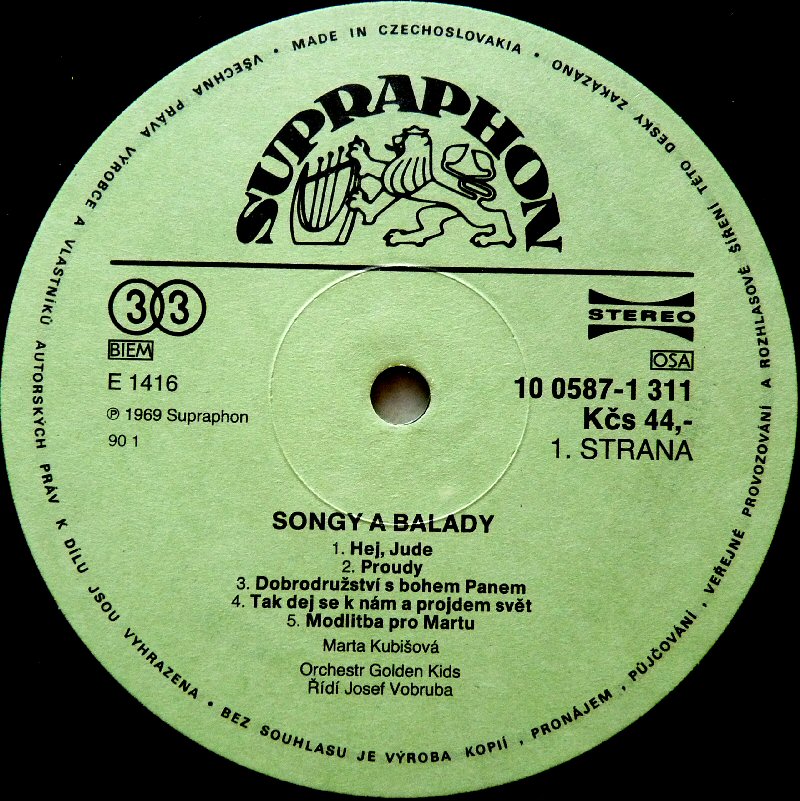 MADE IN CZECHOSLOVAKIA • VŠECHNA PRÁVA VÝROBCE A VLASTNÍKŮ AUTORSKÝCH PRÁV K DÍLU JSOU VYHRAZENA • BEZ SOUHLASU JE VÝROBA KOPIÍ , PRONÁJEM , PŮJČOVÁNÍ , VEŘEJNÉ PROVOZOVÁNÍ A ROZHLASOVÉ ŠÍŘENÍ TÉTO DESKY ZAKÁZÁNO •
SUPRAPHON
33
STEREO
BIEM
OSA
E 1416
10 0587-1 311
℗ 1969 Supraphon
Kčs 44,-
90 1
1. STRANA
SONGY A BALADY
1. Hej, Jude
2. Proudy
3. Dobrodružství s bohem Panem
4. Tak dej se k nám a projdem svět
5. Modlitba pro Martu
Marta Kubišová
Orchestr Golden Kids
Řídí Josef Vobruba